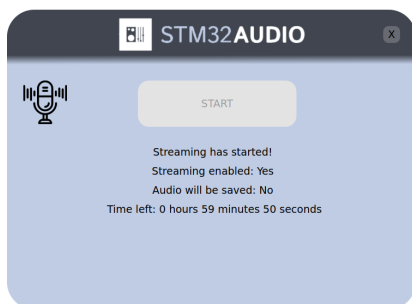 STM32AUDIO
X
START
Streaming has started!
Streaming enabled: Yes
Audio will be saved: No
Time left: 0 hours 59 minutes 50 seconds